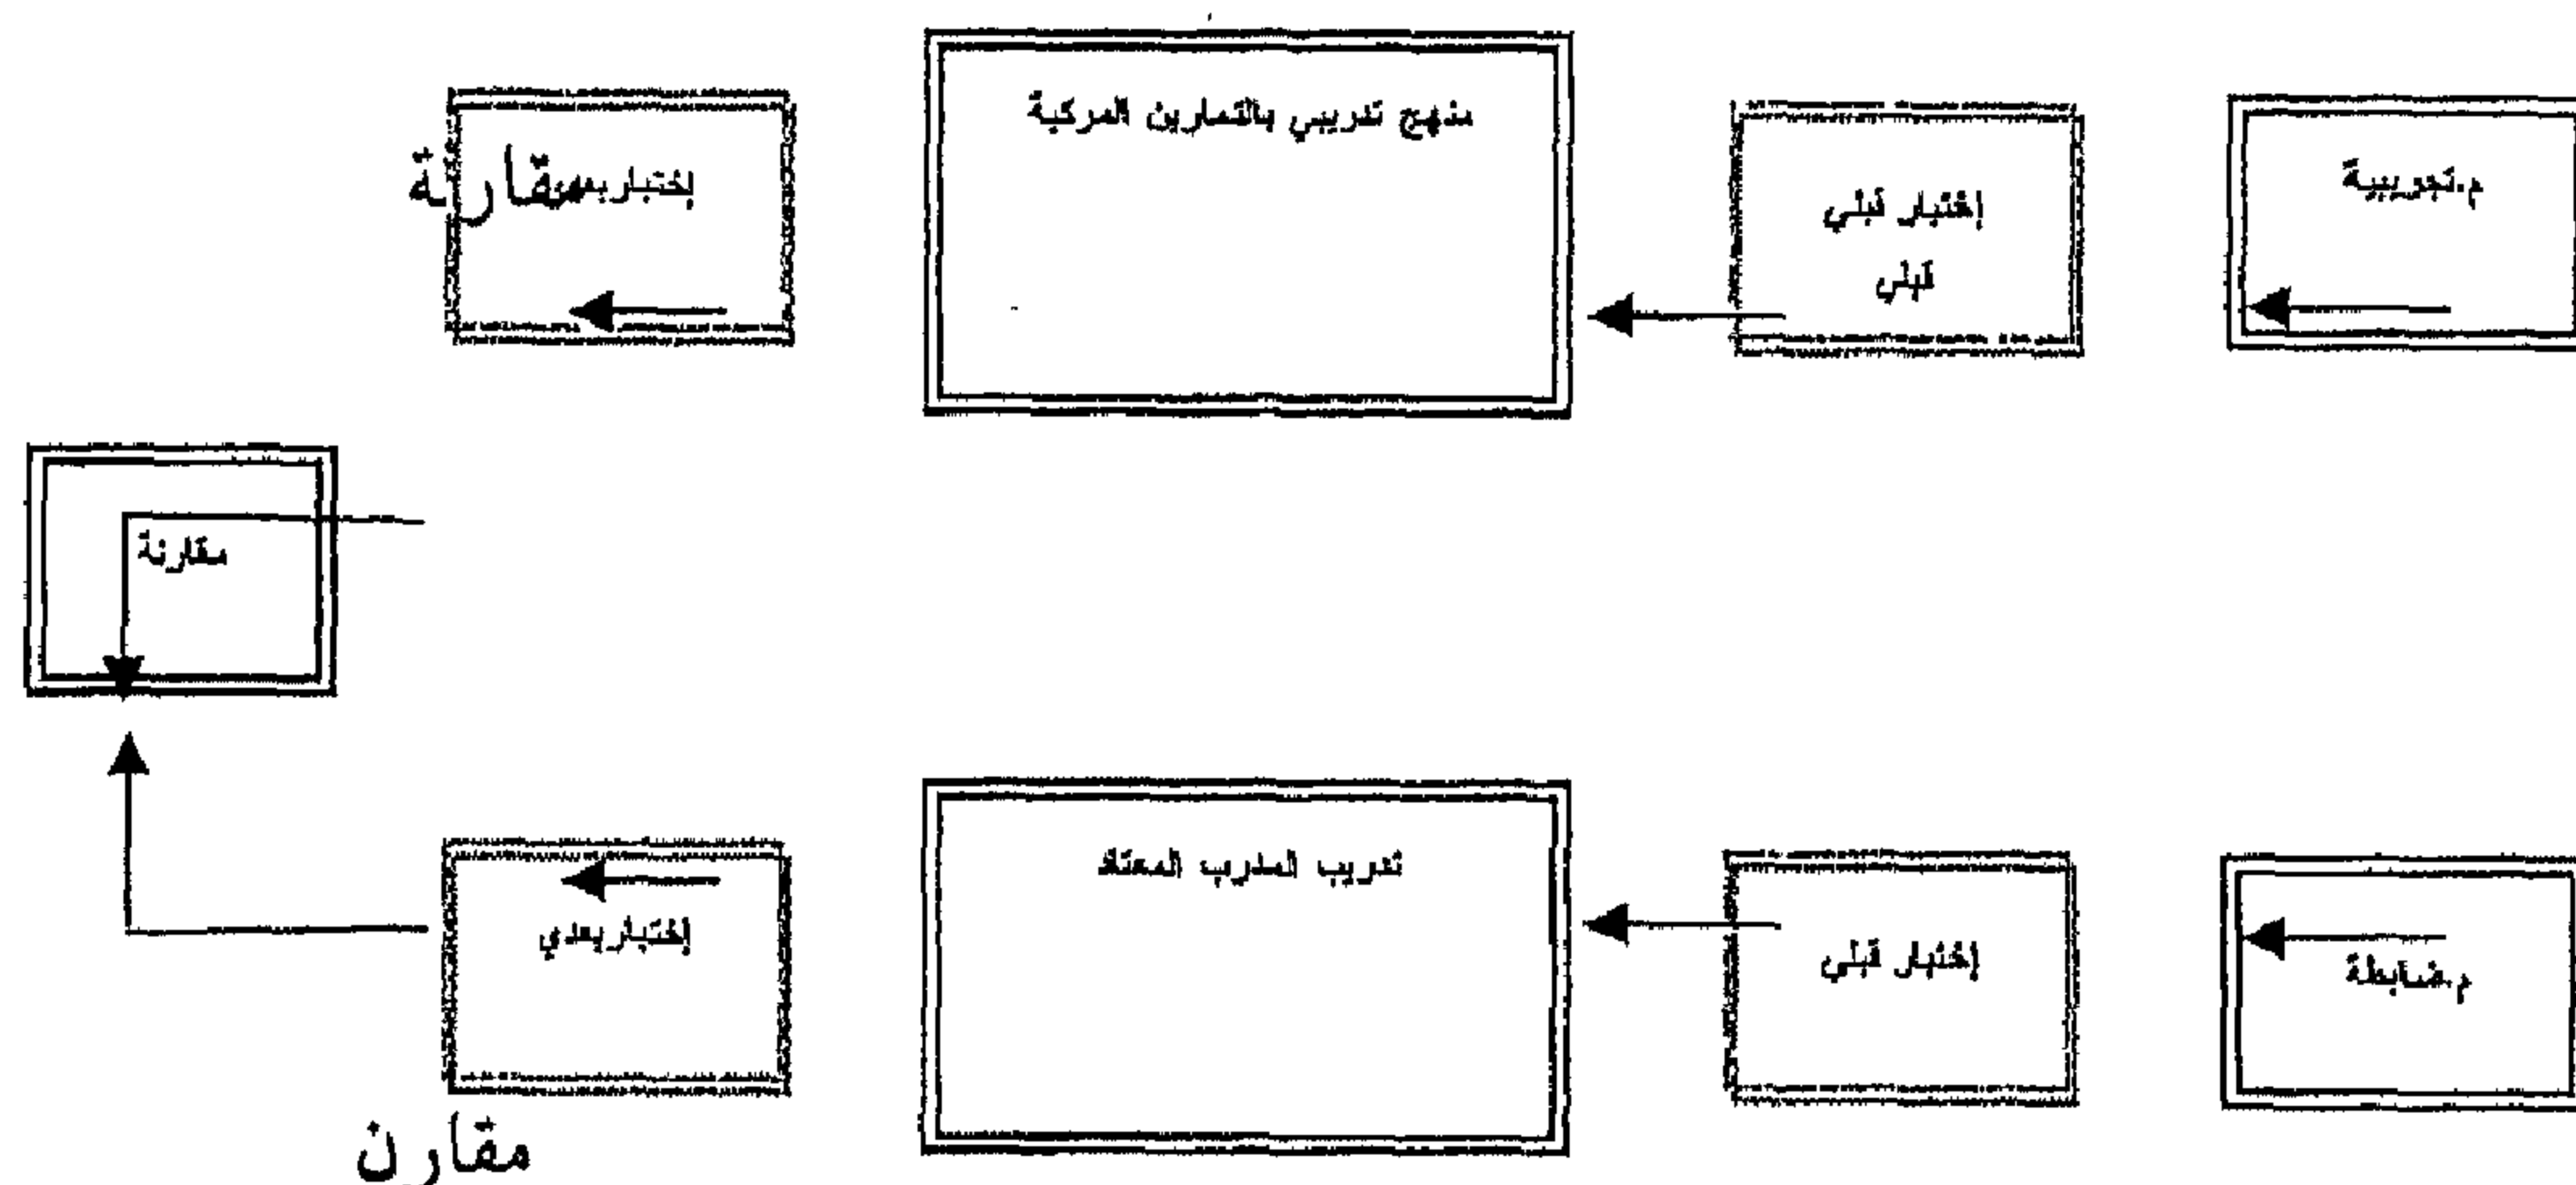 م.تجريبية
إختبار قبلي
قبلي
منهج تدريبي بالتمارين المركبة
إختبار
مقارنة
مقارنة
م.ضابطة
إختبار قبلي
تدريب المدرب المعتاد
إختبار بعدي
مقارن